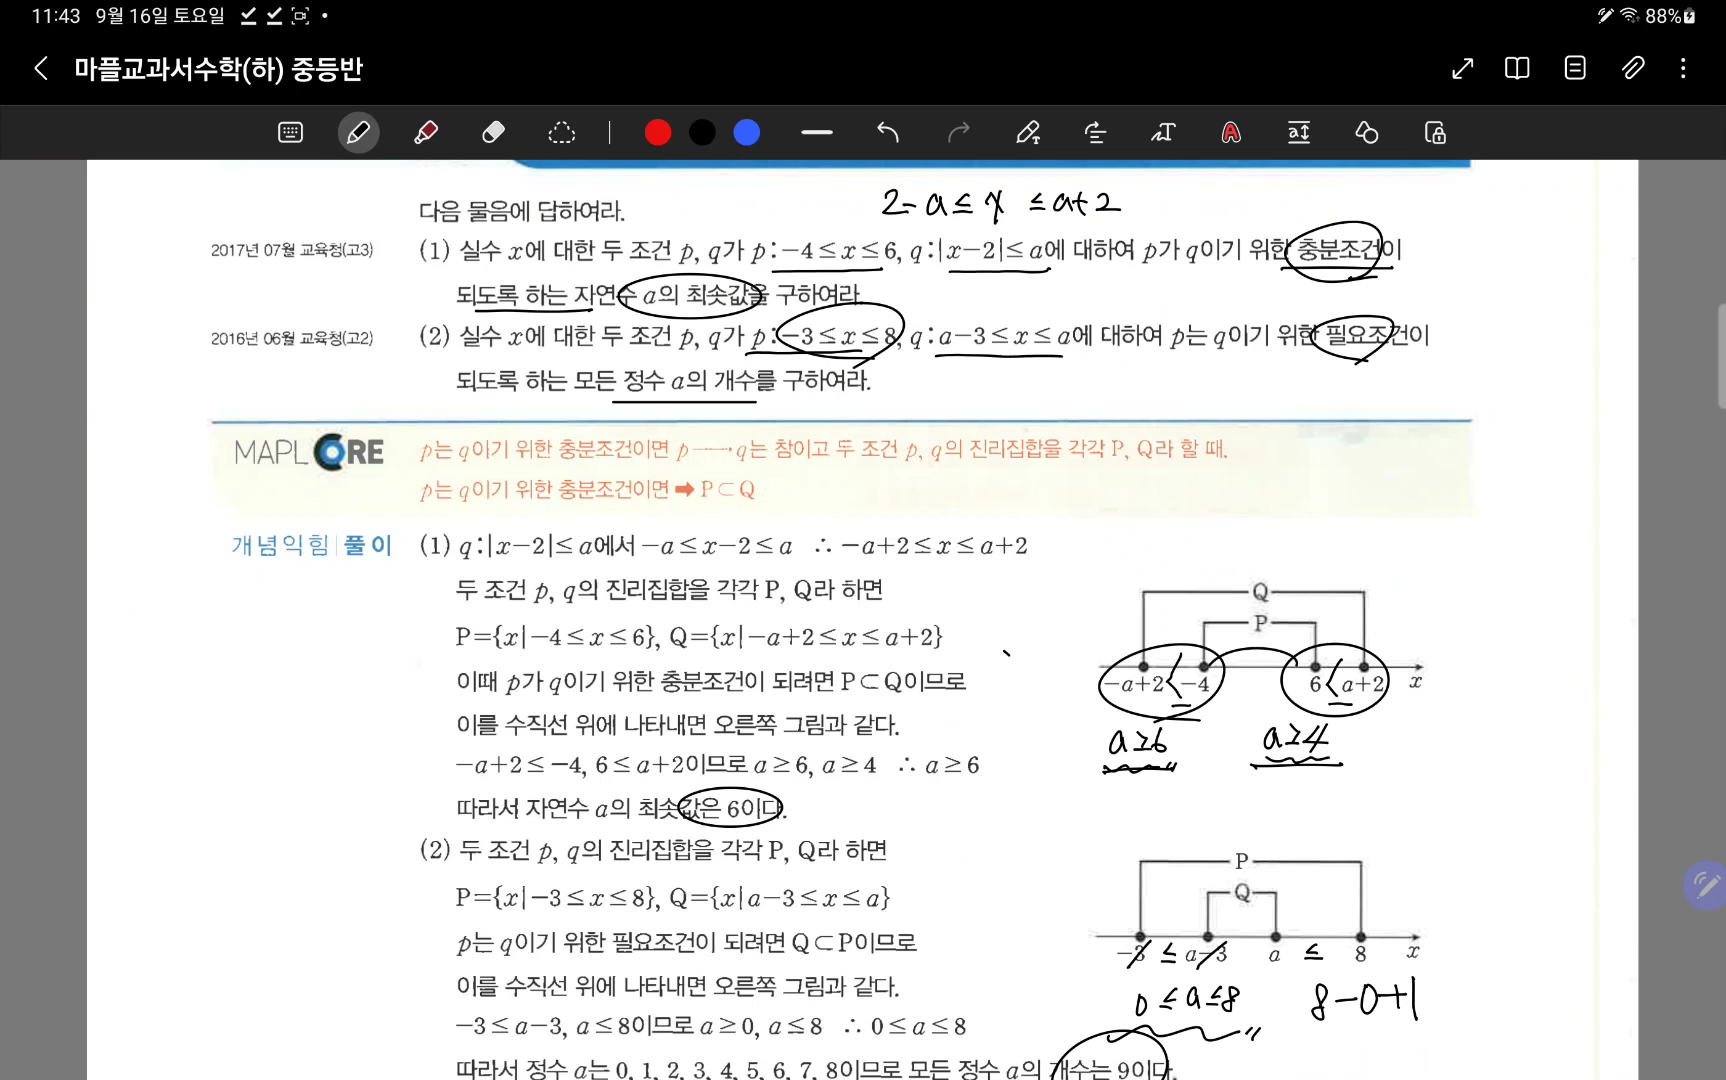 11:43 9월 16일 토요일
88%
마플교과서수학(하) 중등반
2-a≤x ≤a+2
다음 물음에 답하여라.
2017년 07월 교육청(고3)
(1) 실수 x에 대한 두 조건 p, q가 p:-4≤x≤6, q:|x-2|≤a에 대하여 p가 q이기 위한 충분조건이
되도록 하는 자연수 a의 최솟값을 구하여라.
2016년 06월 교육청(고2)
(2) 실수 x에 대한 두 조건 p, q가 p:-3≤x≤8, q:a-3≤x≤a에 대하여 p는 q이기 위한 필요조건이
되도록 하는 모든 정수 a의 개수를 구하여라.
MAPL CORE
p는 q이기 위한 충분조건이면 p──→q는 참이고 두 조건 p, q의 진리집합을 각각 P, Q라 할 때.
p는 q이기 위한 충분조건이면 ➡ P⊂Q
개념익힘 | 풀이
(1) q:|x-2|≤a에서 -a≤x-2≤a ∴ -a+2≤x≤a+2
두 조건 p, q의 진리집합을 각각 P, Q라 하면
P={x|-4≤x≤6}, Q={x|-a+2≤x≤a+2}
이때 p가 q이기 위한 충분조건이 되려면 P⊂Q이므로
이를 수직선 위에 나타내면 오른쪽 그림과 같다.
-a+2≤-4, 6≤a+2이므로 a≥6, a≥4 ∴ a≥6
따라서 자연수 a의 최솟값은 6이다.
Q
P
-a+2 ≤ -4 6 ≤ a+2 x
a≥6 a≥4
(2) 두 조건 p, q의 진리집합을 각각 P, Q라 하면
P={x|-3≤x≤8}, Q={x|a-3≤x≤a}
p는 q이기 위한 필요조건이 되려면 Q⊂P이므로
이를 수직선 위에 나타내면 오른쪽 그림과 같다.
-3≤a-3, a≤8이므로 a≥0, a≤8 ∴ 0≤a≤8
따라서 정수 a는 0, 1, 2, 3, 4, 5, 6, 7, 8이므로 모든 정수 a의 개수는 9이다.
P
Q
-3 ≤ a-3 a ≤ 8 x
0≤a≤8 8-0+1